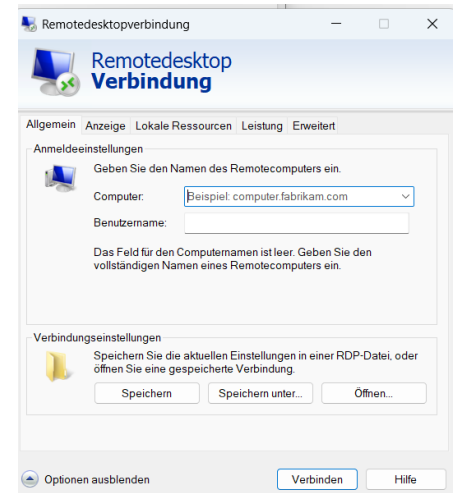 Remotedesktopverbindung
Remotedesktop
Verbindung
Allgemein Anzeige Lokale Ressourcen Leistung Erweitert
Anmeldeeinstellungen
Geben Sie den Namen des Remotecomputers ein.
Computer: Beispiel: computer.fabrikam.com
Benutzername:
Das Feld für den Computernamen ist leer. Geben Sie den
vollständigen Namen eines Remotecomputers ein.
Verbindungseinstellungen
Speichern Sie die aktuellen Einstellungen in einer RDP-Datei, oder
öffnen Sie eine gespeicherte Verbindung.
Speichern Speichern unter... Öffnen...
Optionen ausblenden Verbinden Hilfe